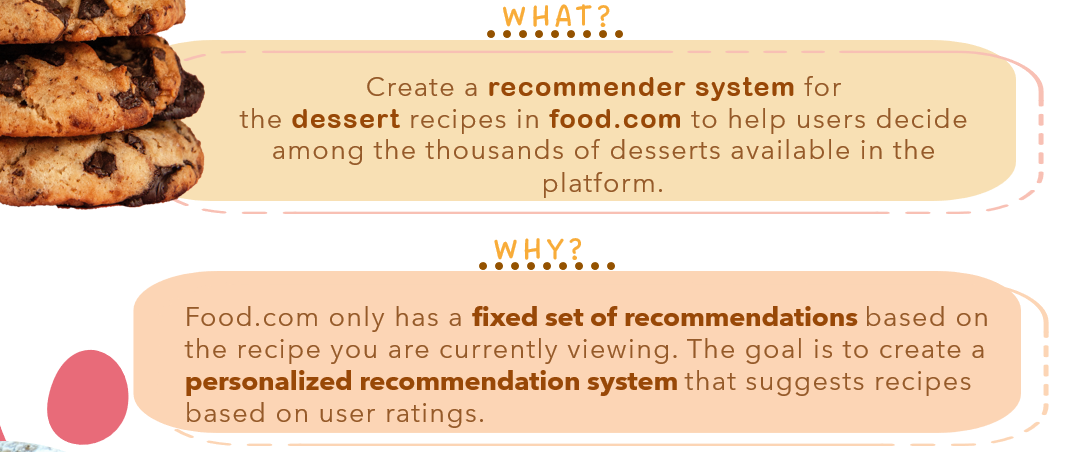 WHAT?
Create a recommender system for
the dessert recipes in food.com to help users decide
among the thousands of desserts available in the
platform.
WHY?
Food.com only has a fixed set of recommendations based on
the recipe you are currently viewing. The goal is to create a
personalized recommendation system that suggests recipes
based on user ratings.